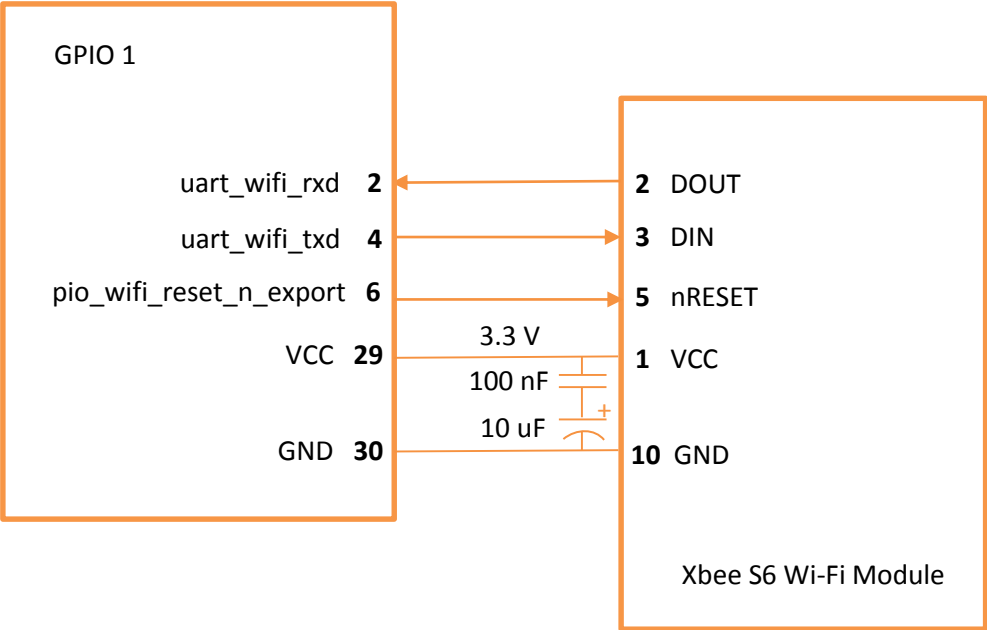 GPIO 1
uart_wifi_rxd 2
2 DOUT
uart_wifi_txd 4
3 DIN
pio_wifi_reset_n_export 6
5 nRESET
3.3 V
VCC 29
1 VCC
100 nF
+
10 uF
GND 30
10 GND
Xbee S6 Wi-Fi Module